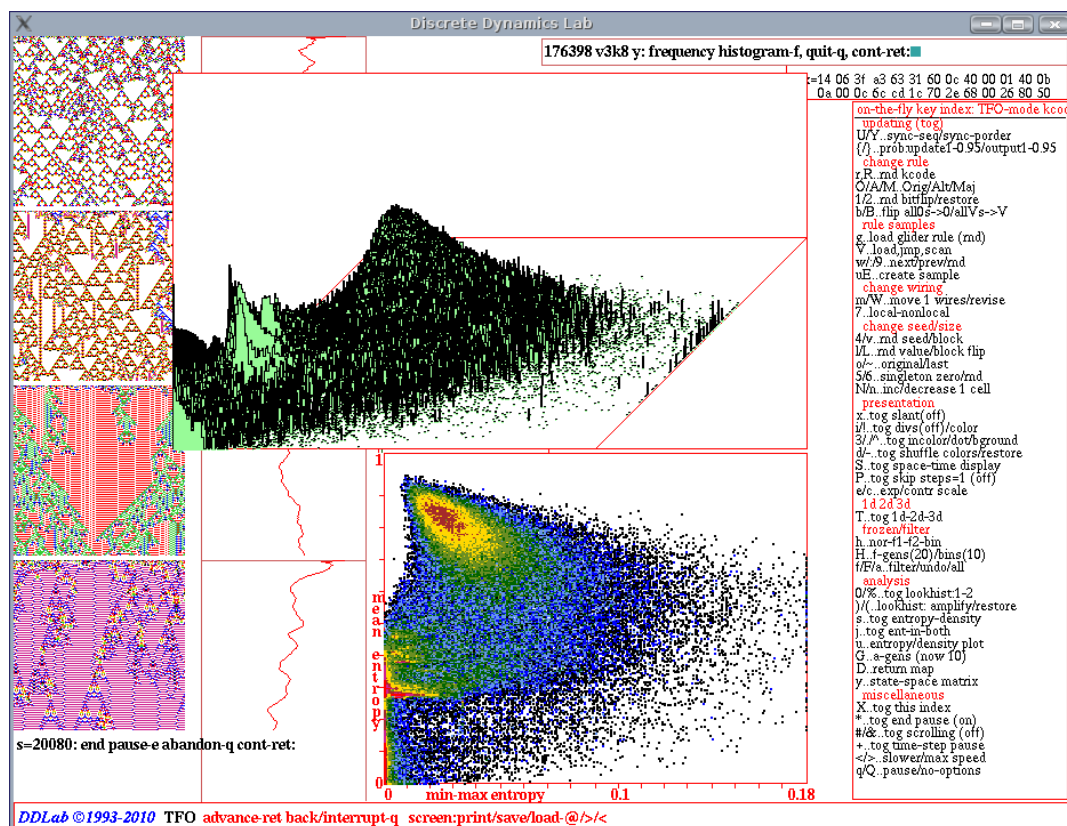 Discrete Dynamics Lab
176398 v3k8 y: frequency histogram-f, quit-q, cont-ret:
x=14 06 3f a3 63 31 60 0c 40 00 01 40 0b
0a 00 0c 6c cd 1c 70 2e 68 00 26 80 50
on-the-fly key index: TFO-mode kcod
updating (tog)
U/Y..sync-seq/sync-porder
{/}..prob:update1-0.95/output1-0.95
change rule
r,R..rnd kcode
O/A/M..Orig/Alt/Maj
1/2..rnd bitflip/restore
b/B..flip all0s->0/allVs->V
rule samples
g..load glider rule (rnd)
V..load,jmp,scan
w/:/9..next/prev/rnd
uE..create sample
change wiring
m/W..move 1 wires/revise
7..local-nonlocal
change seed/size
4/v..rnd seed/block
l/L..rnd value/block flip
o/~..original/last
5/6..singleton zero/rnd
N/n..inc/decrease 1 cell
presentation
x..tog slant(off)
i/!..tog divs(off)/color
3/./^..tog incolor/dot/bground
d/-..tog shuffle colors/restore
S..tog space-time display
P..tog skip steps=1 (off)
e/c..exp/contr scale
1d 2d 3d
T..tog 1d-2d-3d
frozen/filter
h..nor-f1-f2-bin
H..f-gens(20)/bins(10)
f/F/a..filter/undo/all
analysis
0/%..tog lookhist:1-2
)/(..lookhist: amplify/restore
s..tog entropy-density
j..tog ent-in-both
u..entropy/density plot
G..a-gens (now 10)
D..return map
y..state-space matrix
miscellaneous
X..tog this index
*..tog end pause (on)
#/&..tog scrolling (off)
+..tog time-step pause
</>..slower/max speed
q/Q..pause/no-options
1
mean entropy
0
0
min-max entropy
0.1
0.18
s=20080: end pause-e abandon-q cont-ret:
DDLab ©1993-2010 TFO advance-ret back/interrupt-q screen:print/save/load-@/>/<